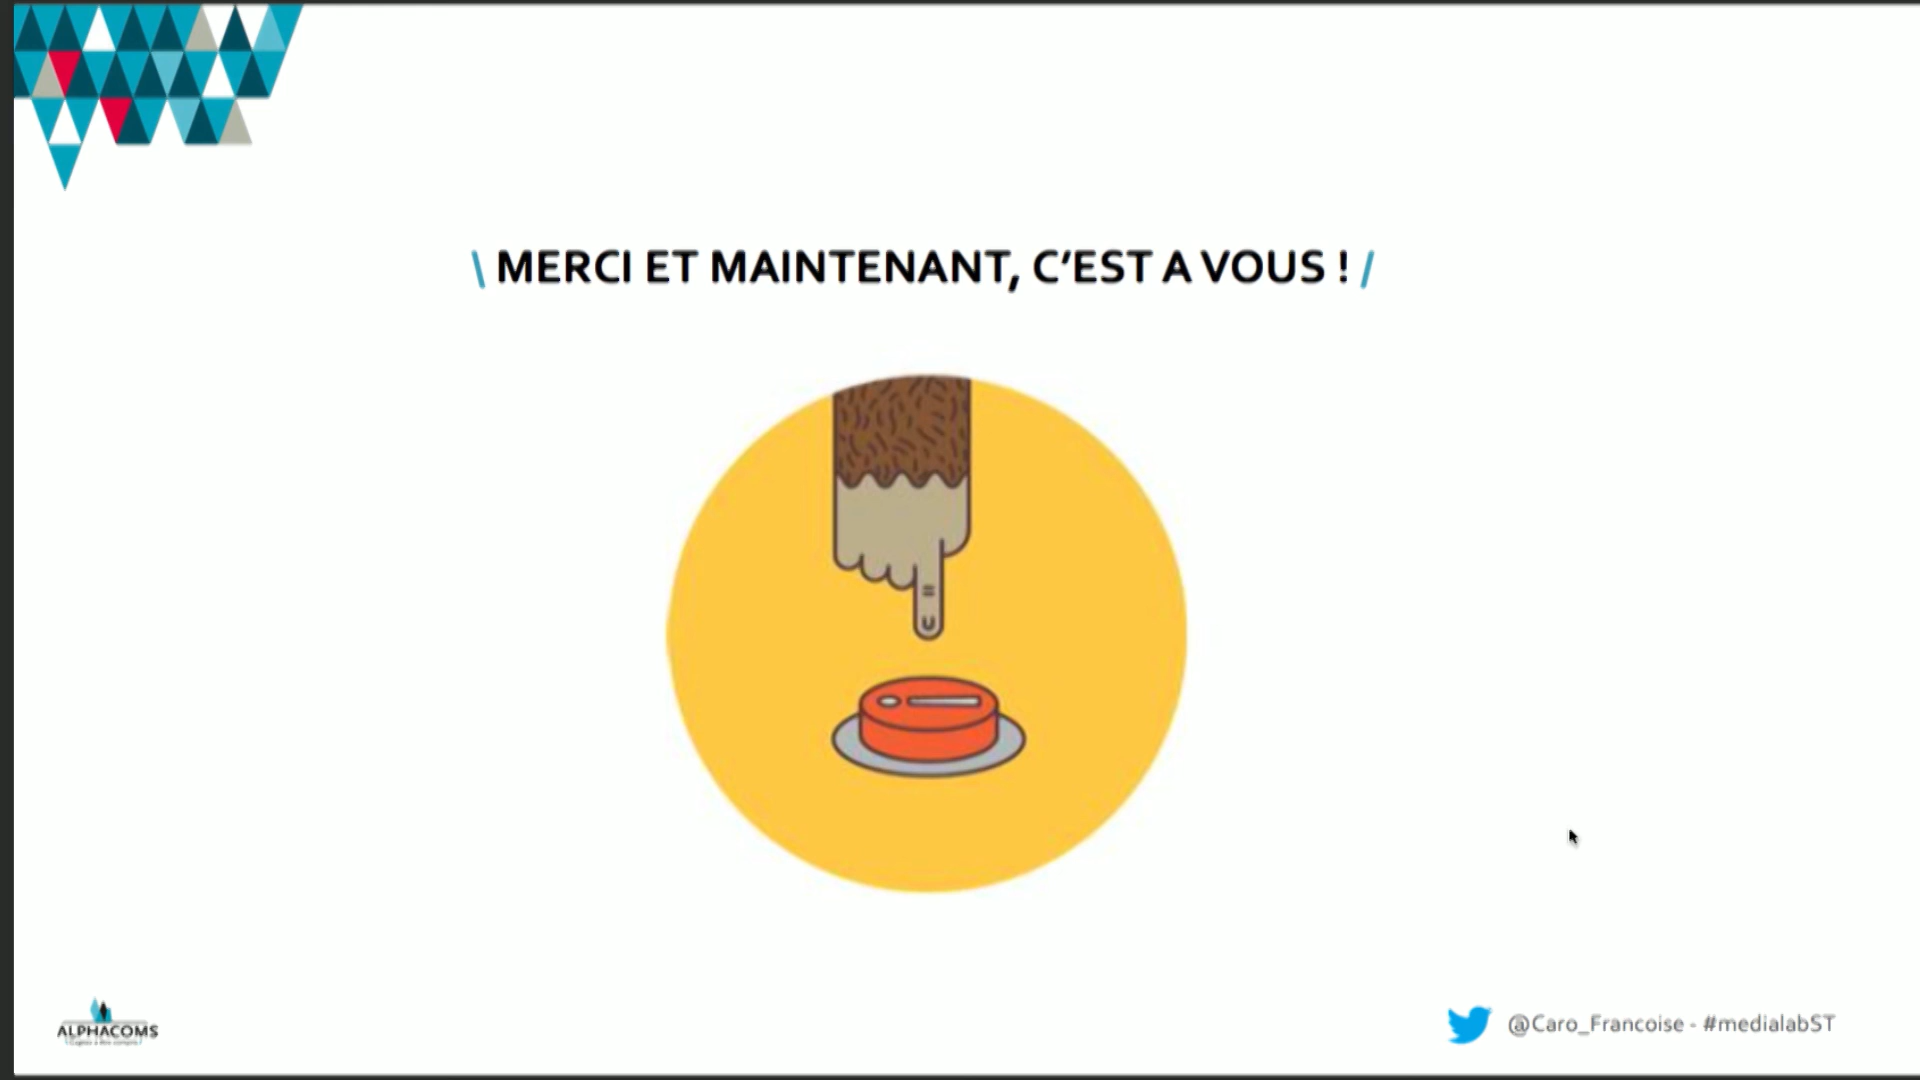 \ MERCI ET MAINTENANT, C'EST A VOUS ! /
ALPHACOMS
@Caro_Francoise - #medialabST